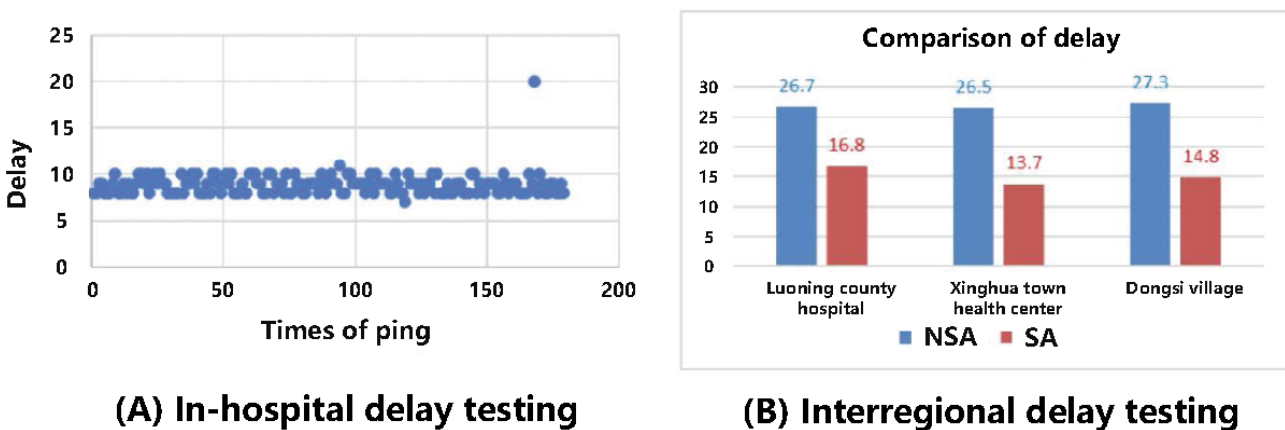 25
20
15
10
5
0
Delay
0 50 100 150 200
Times of ping
(A) In-hospital delay testing
Comparison of delay
30
25
20
15
10
5
0
26.7 16.8 26.5 13.7 27.3 14.8
Luoning county hospital
Xinghua town health center
Dongsi village
NSA SA
(B) Interregional delay testing